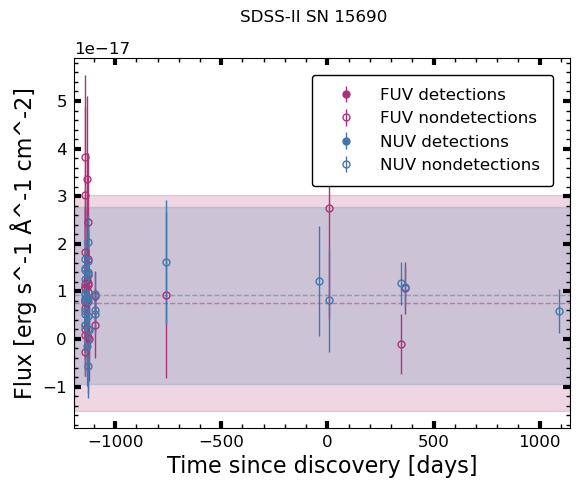 SDSS-II SN 15690
1e−17
FUV detections
FUV nondetections
NUV detections
NUV nondetections
5
4
3
2
1
0
−1
Flux [erg s^-1 Å^-1 cm^-2]
−1000
−500
0
500
1000
Time since discovery [days]